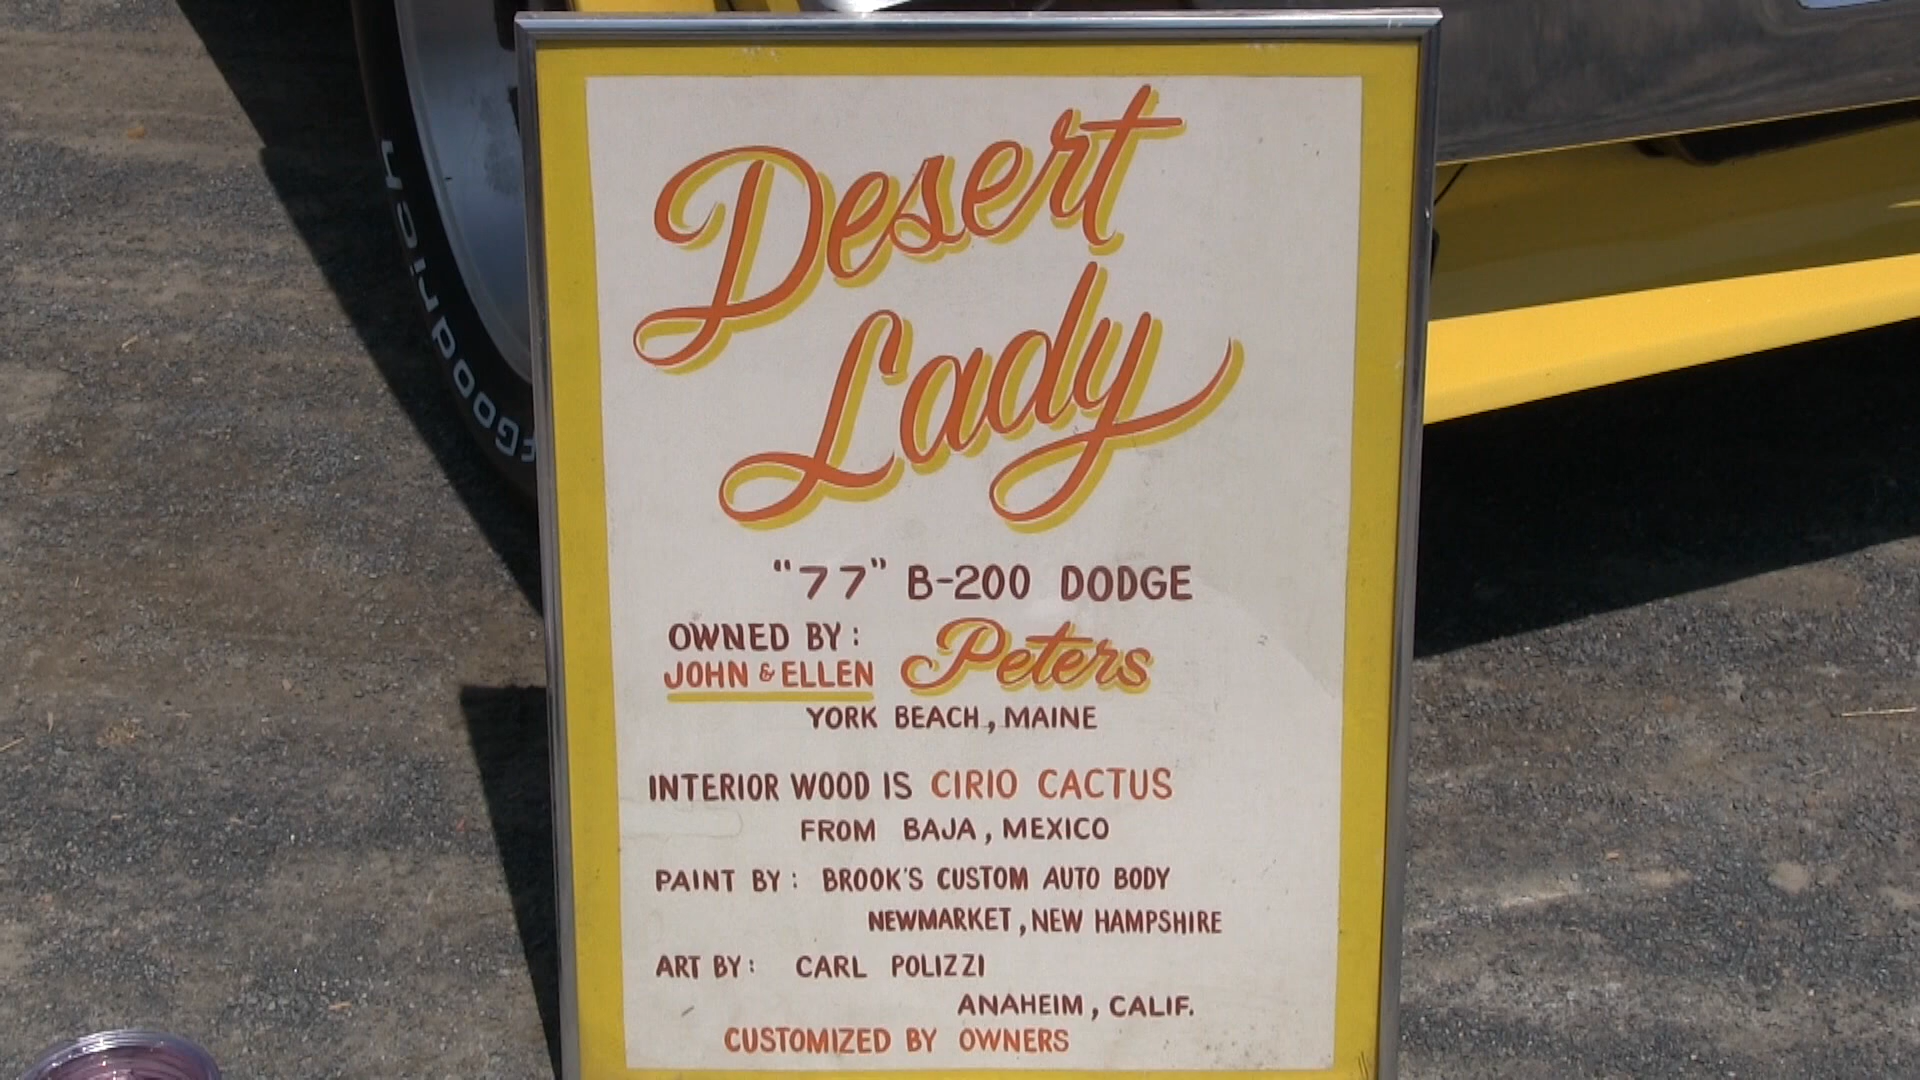 Desert
Lady
"77" B-200 DODGE
OWNED BY:
JOHN & ELLEN Peters
YORK BEACH, MAINE
INTERIOR WOOD IS CIRIO CACTUS
FROM BAJA, MEXICO
PAINT BY: BROOK'S CUSTOM AUTO BODY
NEWMARKET, NEW HAMPSHIRE
ART BY: CARL POLIZZI
ANAHEIM, CALIF.
CUSTOMIZED BY OWNERS